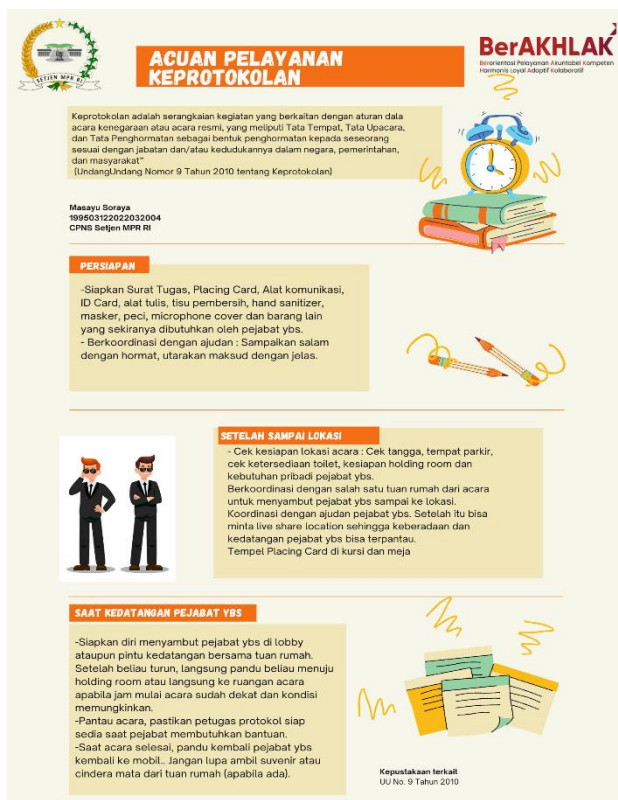 SETJEN MPR RI
ACUAN PELAYANAN
KEPROTOKOLAN
BerAKHLAK
Berorientasi Pelayanan Akuntabel Kompeten
Harmonis Loyal Adaptif Kolaboratif
Keprotokolan adalah serangkaian kegiatan yang berkaitan dengan aturan dala
acara kenegaraan atau acara resmi, yang meliputi Tata Tempat, Tata Upacara,
dan Tata Penghormatan sebagai bentuk penghormatan kepada seseorang
sesuai dengan jabatan dan/atau kedudukannya dalam negara, pemerintahan,
dan masyarakat"
(UndangUndang Nomor 9 Tahun 2010 tentang Keprotokolan)
Masayu Soraya
199503122022032004
CPNS Setjen MPR RI
PERSIAPAN
-Siapkan Surat Tugas, Placing Card, Alat komunikasi,
ID Card, alat tulis, tisu pembersih, hand sanitizer,
masker, peci, microphone cover dan barang lain
yang sekiranya dibutuhkan oleh pejabat ybs.
- Berkoordinasi dengan ajudan : Sampaikan salam
dengan hormat, utarakan maksud dengan jelas.
SETELAH SAMPAI LOKASI
- Cek kesiapan lokasi acara : Cek tangga, tempat parkir,
cek ketersediaan toilet, kesiapan holding room dan
kebutuhan pribadi pejabat ybs.
Berkoordinasi dengan salah satu tuan rumah dari acara
untuk menyambut pejabat ybs sampai ke lokasi.
Koordinasi dengan ajudan pejabat ybs. Setelah itu bisa
minta live share location sehingga keberadaan dan
kedatangan pejabat ybs bisa terpantau.
Tempel Placing Card di kursi dan meja
SAAT KEDATANGAN PEJABAT YBS
-Siapkan diri menyambut pejabat ybs di lobby
ataupun pintu kedatangan bersama tuan rumah.
Setelah beliau turun, langsung pandu beliau menuju
holding room atau langsung ke ruangan acara
apabila jam mulai acara sudah dekat dan kondisi
memungkinkan.
-Pantau acara, pastikan petugas protokol siap
sedia saat pejabat membutuhkan bantuan.
-Saat acara selesai, pandu kembali pejabat ybs
kembali ke mobil.. Jangan lupa ambil suvenir atau
cindera mata dari tuan rumah (apabila ada).
Kepustakaan terkait
UU No. 9 Tahun 2010